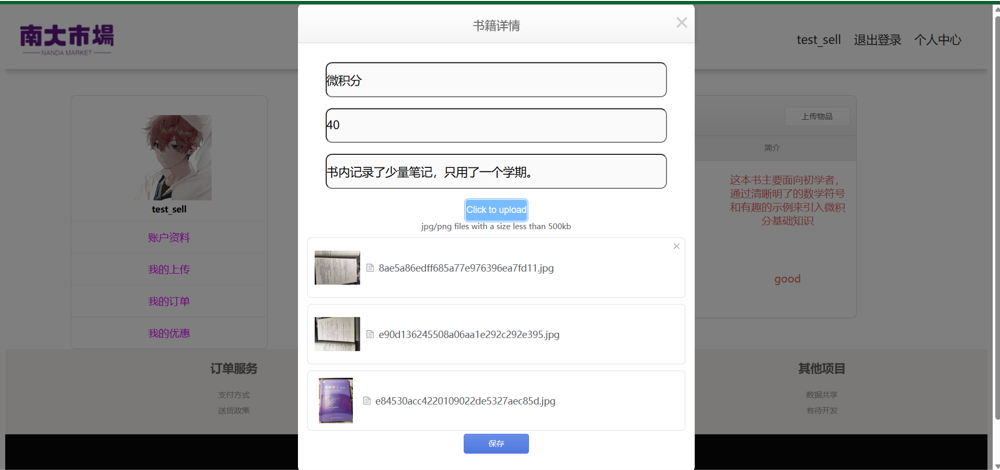 南大市場
NANDA MARKET
test_sell 退出登录 个人中心
书籍详情
微积分
40
书内记录了少量笔记，只用了一个学期。
Click to upload
jpg/png files with a size less than 500kb
8ae5a86edff685a77e976396ea7fd11.jpg
e90d136245508a06aa1e292c292e395.jpg
e84530acc4220109022de5327aec85d.jpg
保存
test_sell
账户资料
我的上传
我的订单
我的优惠
上传物品
简介
这本书主要面向初学者，
通过清晰明了的数学符号
和有趣的示例来引入微积
分基础知识
good
订单服务
支付方式
送货政策
其他项目
数据共享
有待开发